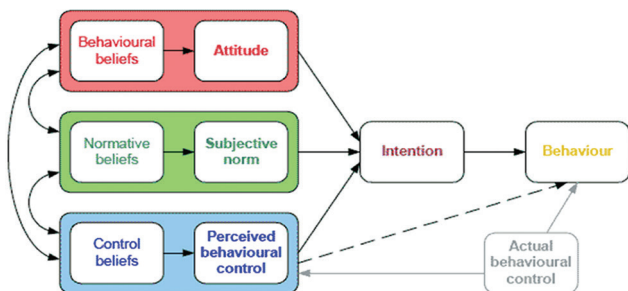 Behavioural
beliefs
Attitude
Normative
beliefs
Subjective
norm
Intention
Behaviour
Control
beliefs
Perceived
behavioural
control
Actual
behavioural
control